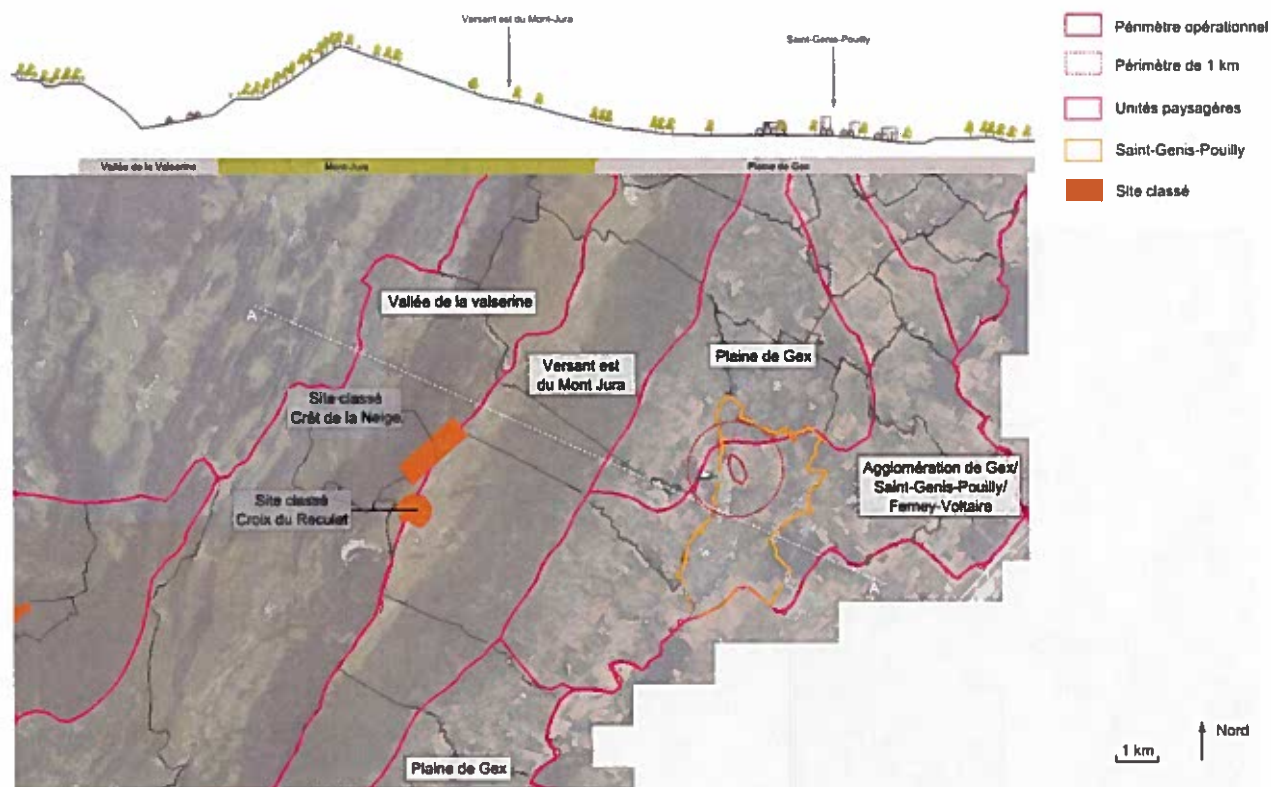 Versant est du Mont-Jura
Saint-Genis-Pouilly
Vallée de la Valserine
Mont-Jura
Plaine de Gex
Périmètre opérationnel
Périmètre de 1 km
Unités paysagères
Saint-Genis-Pouilly
Site classé
A
Vallée de la valserine
Versant est
du Mont Jura
Plaine de Gex
Site classé
Crêt de la Neige
Site classé
Croix du Reculet
Agglomération de Gex/
Saint-Genis-Pouilly/
Ferney-Voltaire
A
Plaine de Gex
1 km
Nord